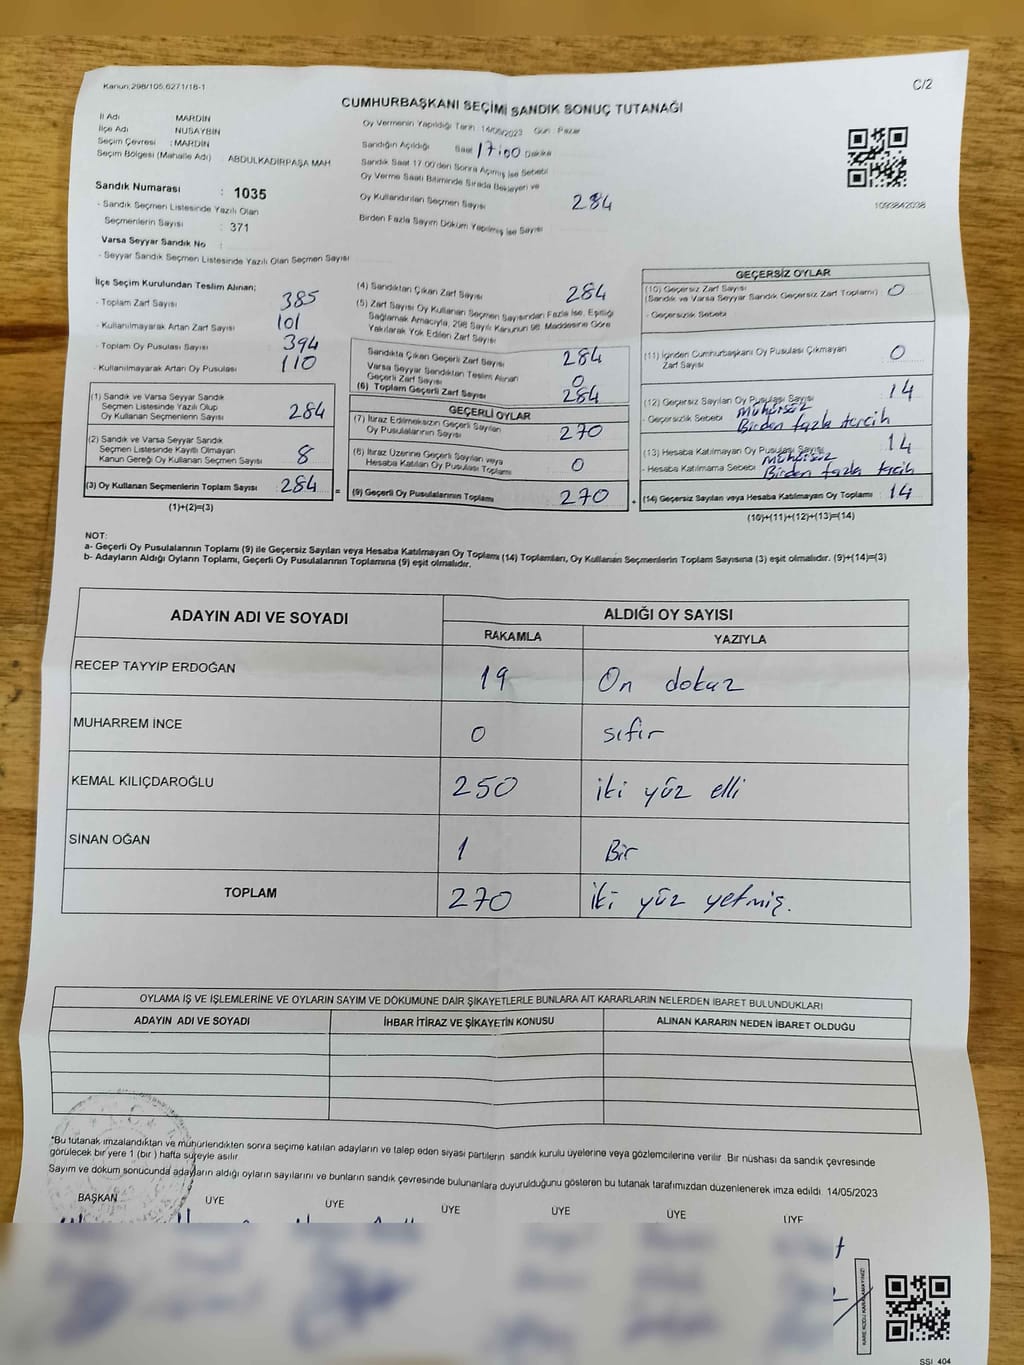 Kanun;298/105,6271/18-1
C/2
CUMHURBAŞKANI SEÇİMİ SANDIK SONUÇ TUTANAĞI
İl Adı MARDİN
İlçe Adı NUSAYBİN
Seçim Çevresi : MARDİN
Seçim Bölgesi (Mahalle Adı) ABDULKADİRPAŞA MAH
Sandık Numarası : 1035
- Sandık Seçmen Listesinde Yazılı Olan
Seçmenlerin Sayısı : 371
Varsa Seyyar Sandık No :
- Seyyar Sandık Seçmen Listesinde Yazılı Olan Seçmen Sayısı
Oy Vermenin Yapıldığı Tarih 14/05/2023 Gün : Pazar
Sandığın Açıldığı Saat 17:00 Dakika
Sandık Saat 17.00'den Sonra Açılmış İse Sebebi
Oy Verme Saati Bitiminde Sırada Bekleyen ve
Oy Kullandırılan Seçmen Sayısı 284
Birden Fazla Sayım Döküm Yapılmış İse Sayısı
1093842038
İlçe Seçim Kurulundan Teslim Alınan;
- Toplam Zarf Sayısı 385
- Kullanılmayarak Artan Zarf Sayısı 101
- Toplam Oy Pusulası Sayısı 394
- Kullanılmayarak Artan Oy Pusulası 110
(1) Sandık ve Varsa Seyyar Sandık
Seçmen Listesinde Yazılı Olup
Oy Kullanan Seçmenlerin Sayısı 284
(2) Sandık ve Varsa Seyyar Sandık
Seçmen Listesinde Kayıtlı Olmayan
Kanun Gereği Oy Kullanan Seçmen Sayısı 8
(3) Oy Kullanan Seçmenlerin Toplam Sayısı 284
(1)+(2)=(3)
(4) Sandıktan Çıkan Zarf Sayısı 284
(5) Zarf Sayısı Oy Kullanan Seçmen Sayısından Fazla İse, Eşitliği
Sağlamak Amacıyla, 298 Sayılı Kanunun 98. Maddesine Göre
Yakılarak Yok Edilen Zarf Sayısı
Sandıkta Çıkan Geçerli Zarf Sayısı 284
Varsa Seyyar Sandıktan Teslim Alınan
Geçerli Zarf Sayısı 0
(6) Toplam Geçerli Zarf Sayısı 284
GEÇERLİ OYLAR
(7) İtiraz Edilmeksizin Geçerli Sayılan
Oy Pusulalarının Sayısı 270
(8) İtiraz Üzerine Geçerli Sayılan veya
Hesaba Katılan Oy Pusulası Toplamı 0
= (9) Geçerli Oy Pusulalarının Toplamı 270
GEÇERSİZ OYLAR
(10) Geçersiz Zarf Sayısı
(Sandık ve Varsa Seyyar Sandık Geçersiz Zarf Toplamı) 0
- Geçersizlik Sebebi
(11) İçinden Cumhurbaşkanı Oy Pusulası Çıkmayan
Zarf Sayısı 0
(12) Geçersiz Sayılan Oy Pusulası Sayısı 14
- Geçersizlik Sebebi Mühürsüz
Birden fazla tercih
(13) Hesaba Katılmayan Oy Pusulası Sayısı 14
- Hesaba Katılmama Sebebi Mühürsüz
Birden fazla tercih
+ (14) Geçersiz Sayılan veya Hesaba Katılmayan Oy Toplamı 14
(10)+(11)+(12)+(13)=(14)
NOT:
a- Geçerli Oy Pusulalarının Toplamı (9) ile Geçersiz Sayılan veya Hesaba Katılmayan Oy Toplamı (14) Toplamları, Oy Kullanan Seçmenlerin Toplam Sayısına (3) eşit olmalıdır. (9)+(14)=(3)
b- Adayların Aldığı Oyların Toplamı, Geçerli Oy Pusulalarının Toplamına (9) eşit olmalıdır.
ADAYIN ADI VE SOYADI ALDIĞI OY SAYISI
RAKAMLA YAZIYLA
RECEP TAYYIP ERDOĞAN 19 On dokuz
MUHARREM İNCE 0 sıfır
KEMAL KILIÇDAROĞLU 250 iki yüz elli
SİNAN OĞAN 1 Bir
TOPLAM 270 iki yüz yetmiş.
OYLAMA İŞ VE İŞLEMLERİNE VE OYLARIN SAYIM VE DÖKÜMÜNE DAİR ŞİKAYETLERLE BUNLARA AİT KARARLARIN NELERDEN İBARET BULUNDUKLARI
ADAYIN ADI VE SOYADI İHBAR İTİRAZ VE ŞİKAYETİN KONUSU ALINAN KARARIN NEDEN İBARET OLDUĞU
*Bu tutanak imzalandıktan ve mühürlendikten sonra seçime katılan adayların ve talep eden siyasi partilerin sandık kurulu üyelerine veya gözlemcilerine verilir. Bir nüshası da sandık çevresinde
görülecek bir yere 1 (bir) hafta süreyle asılır.
Sayım ve döküm sonucunda adayların aldığı oyların sayılarını ve bunların sandık çevresinde bulunanlara duyurulduğunu gösteren bu tutanak tarafımızdan düzenlenerek imza edildi. 14/05/2023
BAŞKAN ÜYE ÜYE ÜYE ÜYE ÜYE ÜYE
KARE KODU KARALAMAYINIZ!
SSİ 404